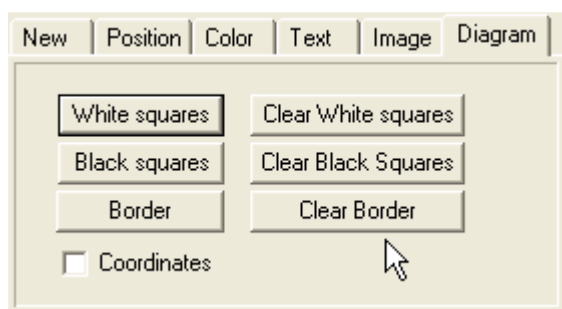 New Position Color Text Image Diagram
White squares Clear White squares
Black squares Clear Black Squares
Border Clear Border
Coordinates